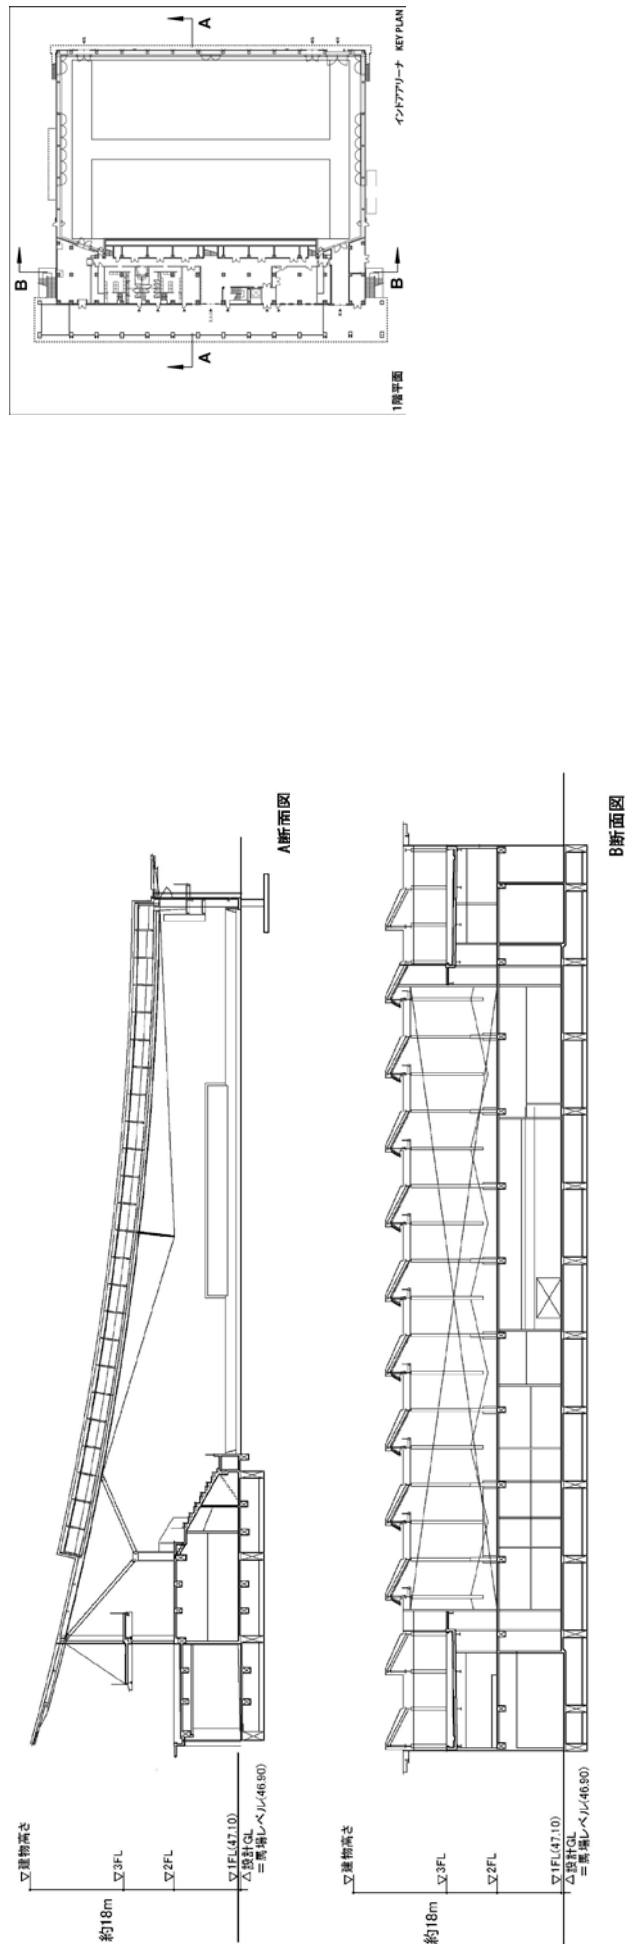 インドアアリーナ KEY PLAN
A
A
B
B
1階平面
A断面図
▽建物高さ
▽3FL
▽2FL
▽1FL(47.10)
△設計GL
=馬場レベル(46.90)
約18m
B断面図
▽建物高さ
▽3FL
▽2FL
▽1FL(47.10)
△設計GL
=馬場レベル(46.90)
約18m